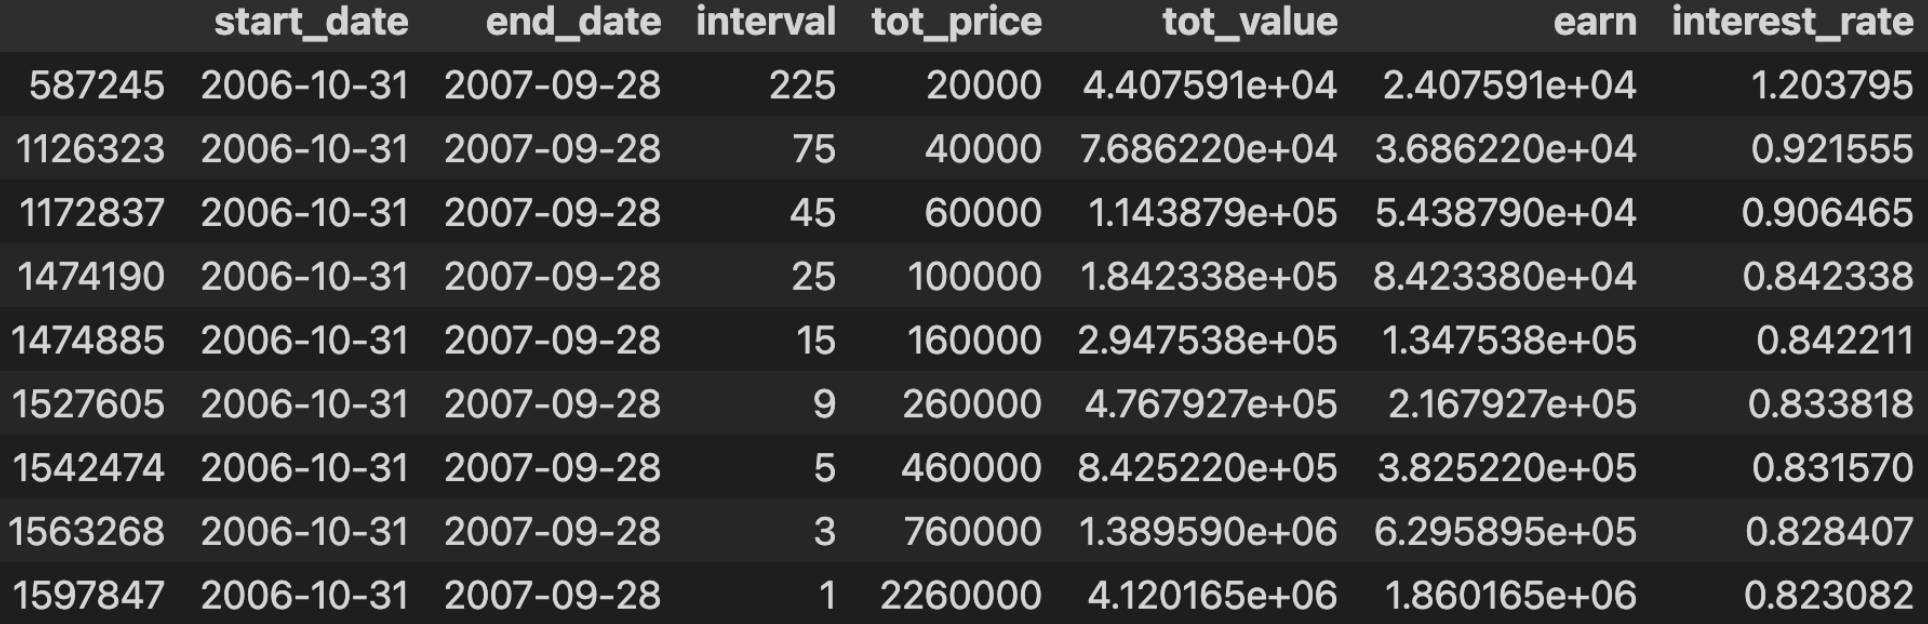 start_date end_date interval tot_price tot_value earn interest_rate
587245 2006-10-31 2007-09-28 225 20000 4.407591e+04 2.407591e+04 1.203795
1126323 2006-10-31 2007-09-28 75 40000 7.686220e+04 3.686220e+04 0.921555
1172837 2006-10-31 2007-09-28 45 60000 1.143879e+05 5.438790e+04 0.906465
1474190 2006-10-31 2007-09-28 25 100000 1.842338e+05 8.423380e+04 0.842338
1474885 2006-10-31 2007-09-28 15 160000 2.947538e+05 1.347538e+05 0.842211
1527605 2006-10-31 2007-09-28 9 260000 4.767927e+05 2.167927e+05 0.833818
1542474 2006-10-31 2007-09-28 5 460000 8.425220e+05 3.825220e+05 0.831570
1563268 2006-10-31 2007-09-28 3 760000 1.389590e+06 6.295895e+05 0.828407
1597847 2006-10-31 2007-09-28 1 2260000 4.120165e+06 1.860165e+06 0.823082